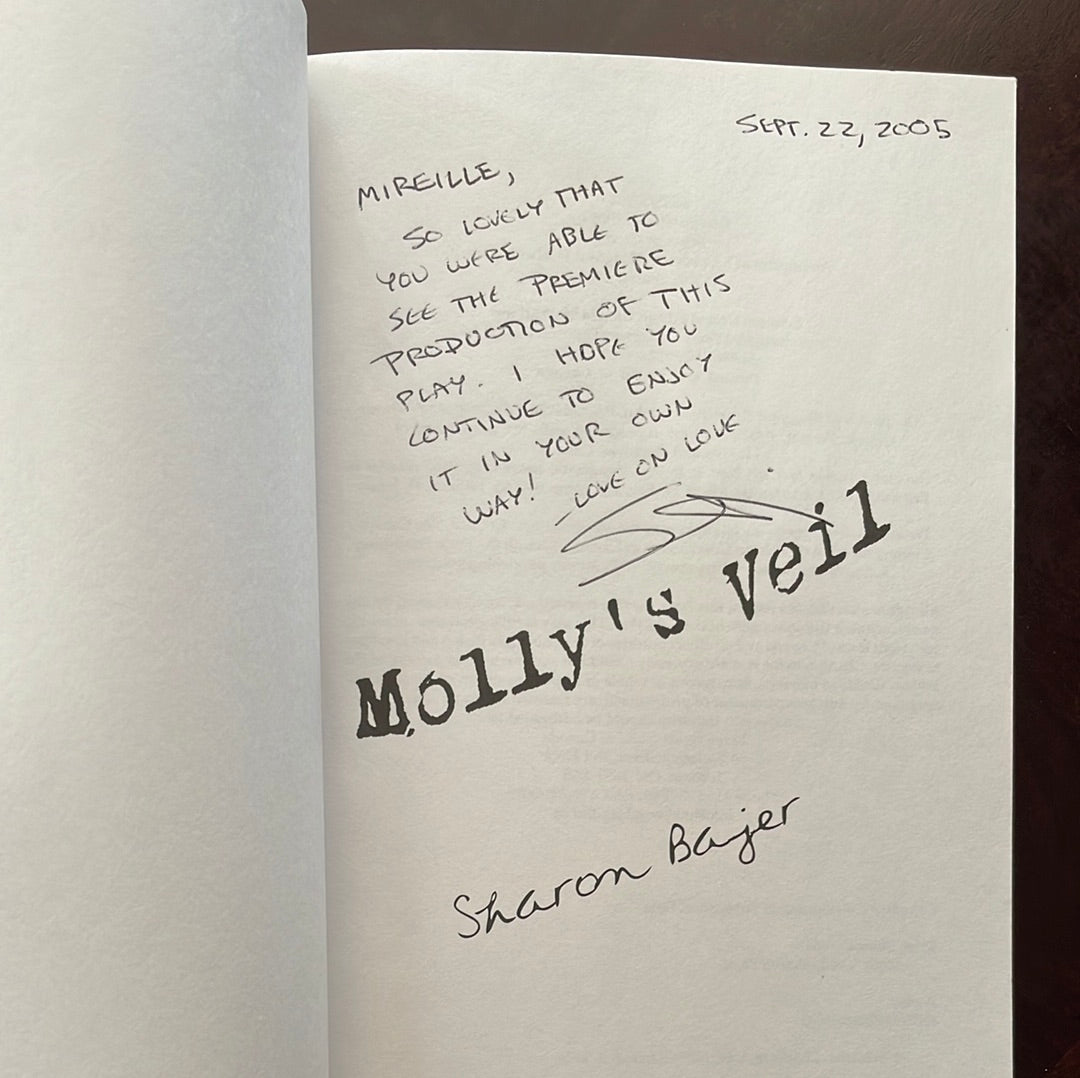 SEPT. 22, 2005
MIREILLE,
SO LOVELY THAT
YOU WERE ABLE TO
SEE THE PREMIERE
PRODUCTION OF THIS
PLAY. I HOPE YOU
CONTINUE TO ENJOY
IT IN YOUR OWN
WAY! -LOVE ON LOVE
Molly's Veil
Sharon Bajer